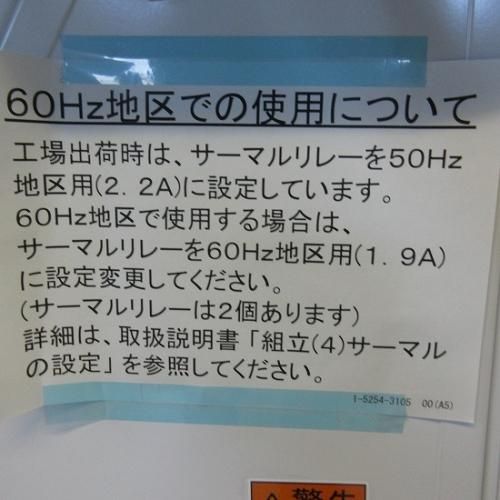 60Hz地区での使用について
工場出荷時は、サーマルリレーを50Hz
地区用(2.2A)に設定しています。
60Hz地区で使用する場合は、
サーマルリレーを60Hz地区用(1.9A)
に設定変更してください。
(サーマルリレーは2個あります)
詳細は、取扱説明書「組立(4)サーマル
の設定」を参照してください。
1-5254-3105 00(A5)
⚠警告